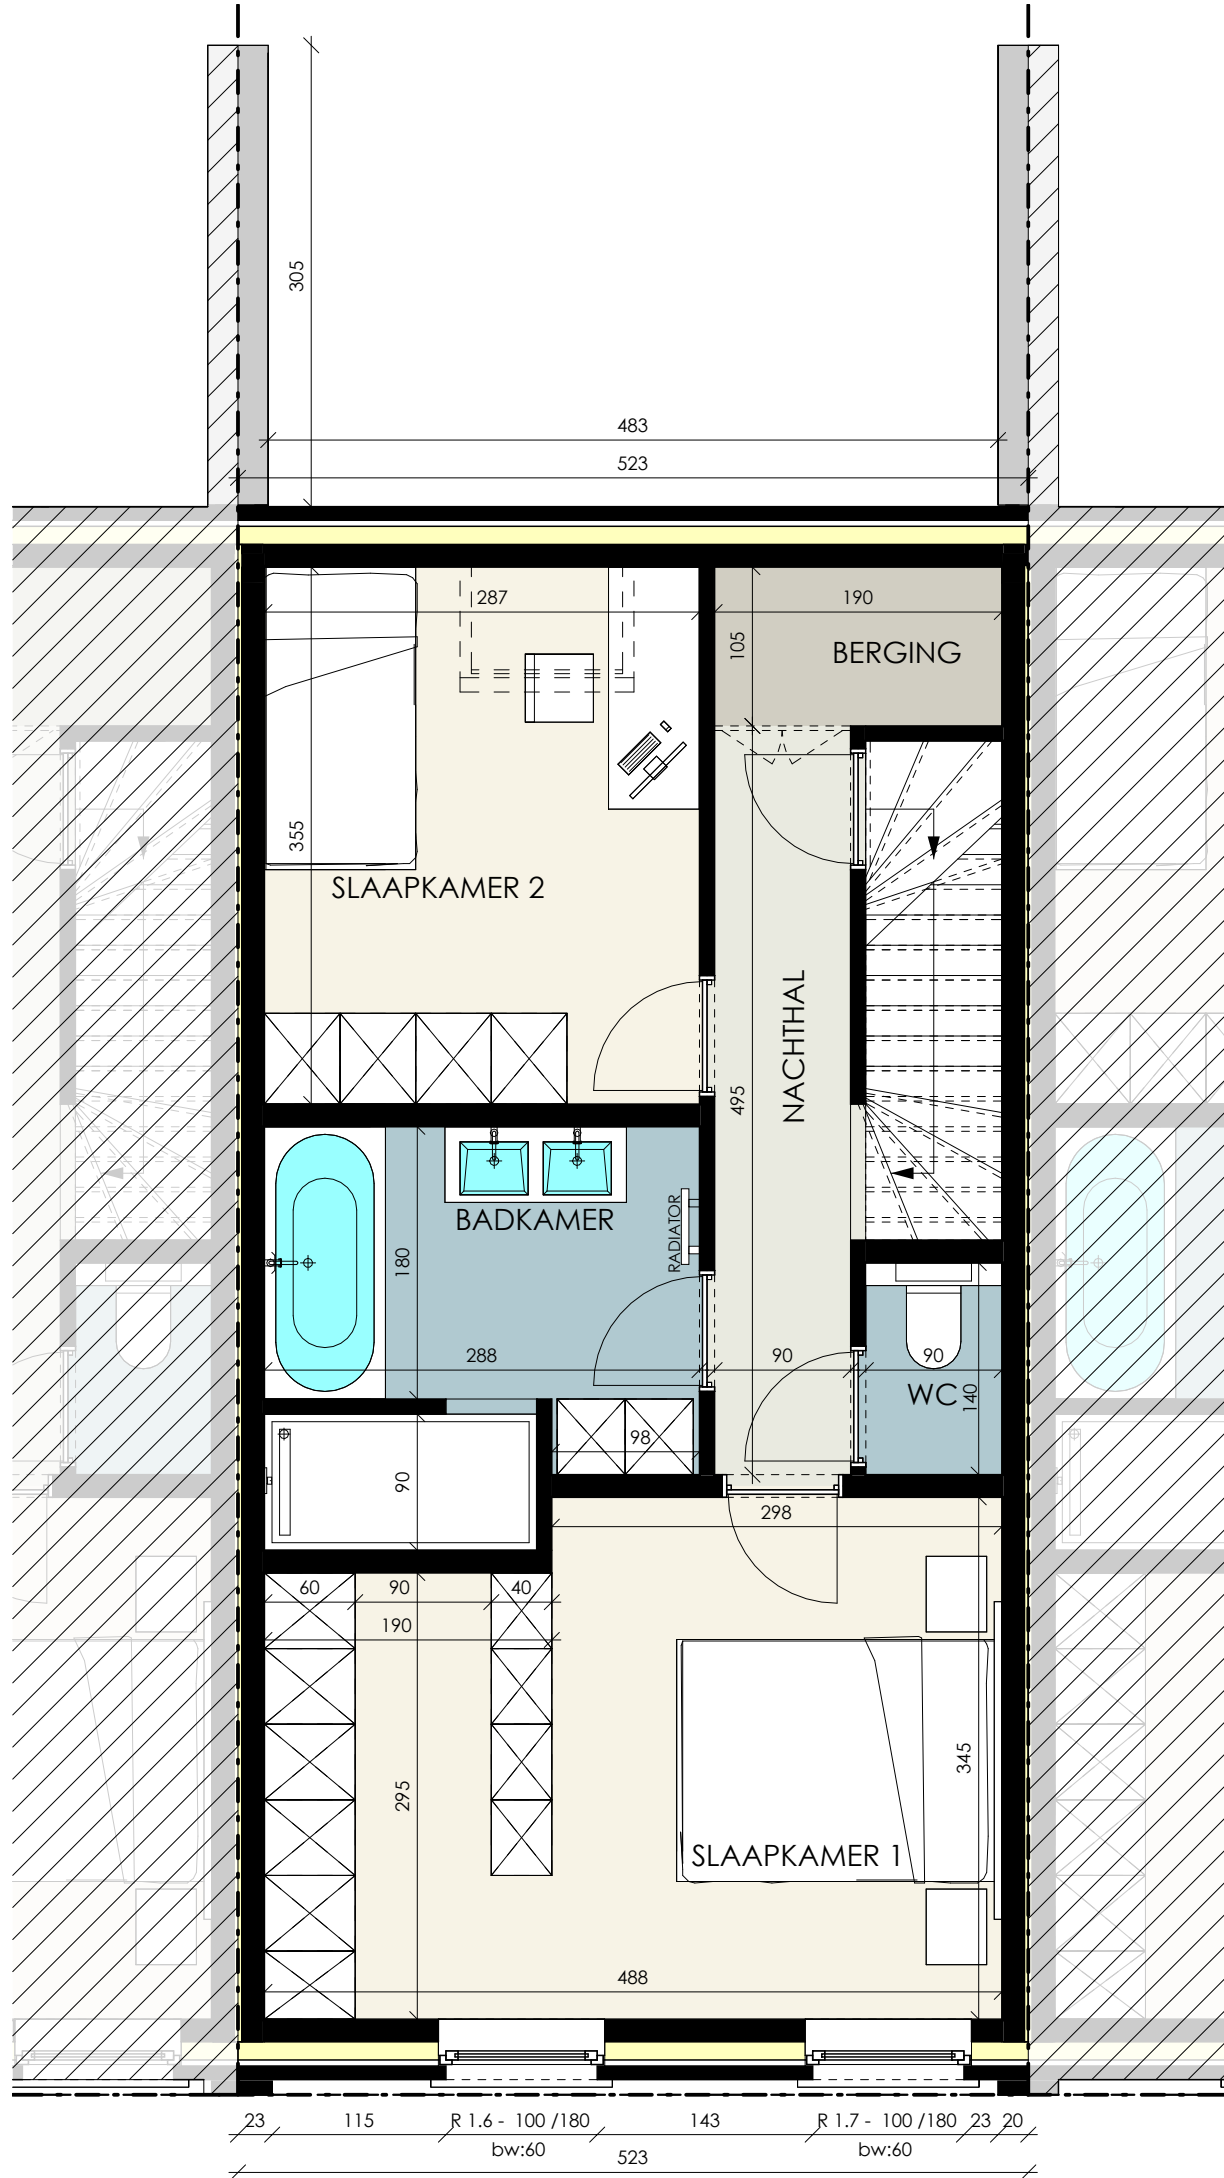 305
483
523
287
190
105
BERGING
355
SLAAPKAMER 2
NACHTHAL
495
BADKAMER
RADIATOR
180
288
90
90
WC
140
98
90
298
60
90
40
190
345
295
SLAAPKAMER 1
488
23
115
R 1.6 - 100 /180
143
R 1.7 - 100 /180
23
20
bw:60
bw:60
523